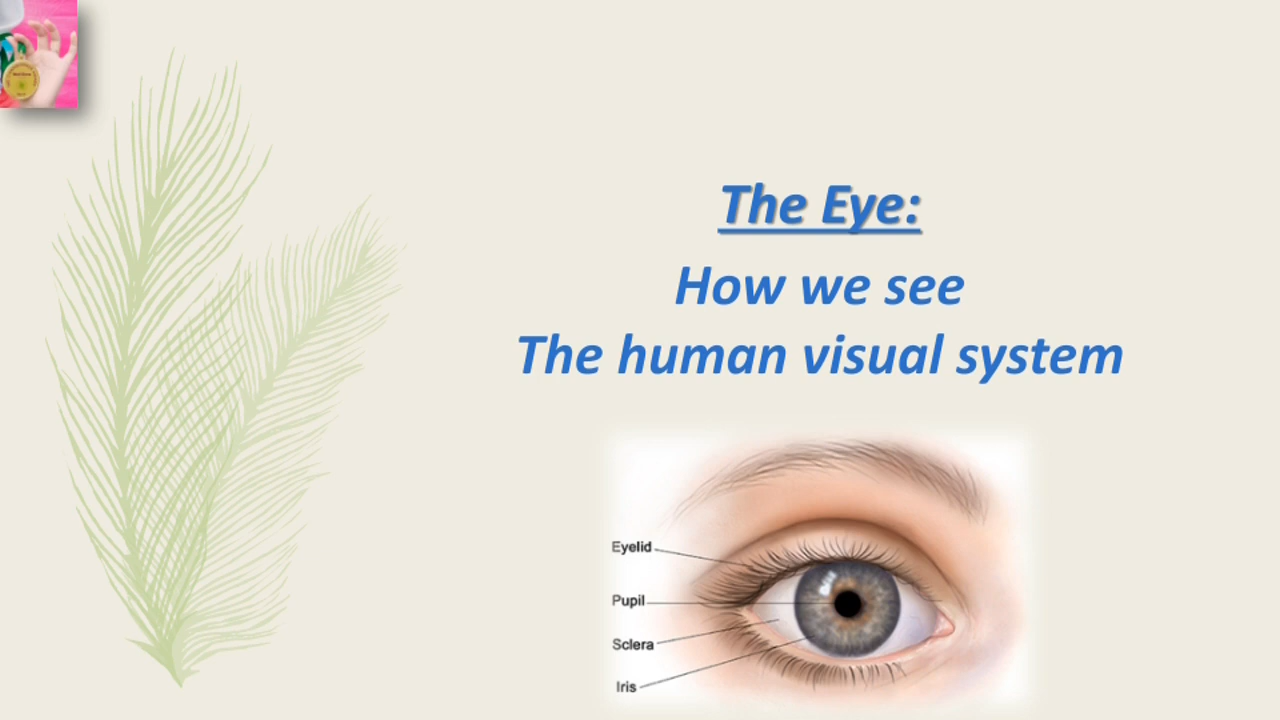 The Eye:
How we see
The human visual system
Eyelid
Pupil
Sclera
Iris